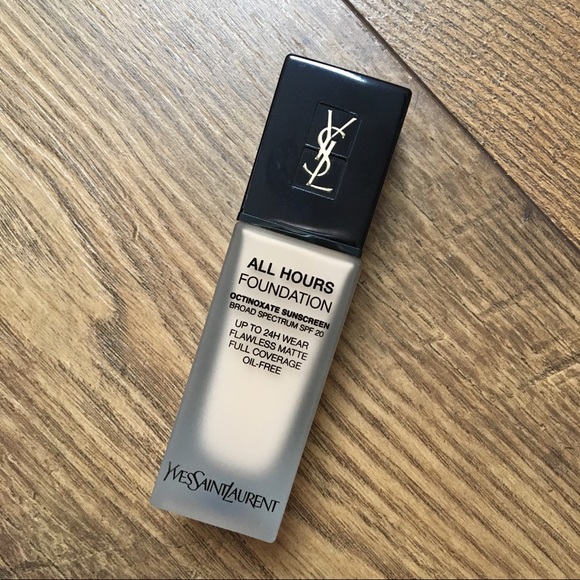 YSL
ALL HOURS
FOUNDATION
OCTINOXATE SUNSCREEN
BROAD SPECTRUM SPF 20
UP TO 24H WEAR
FLAWLESS MATTE
FULL COVERAGE
OIL-FREE
YVESSAINTLAURENT